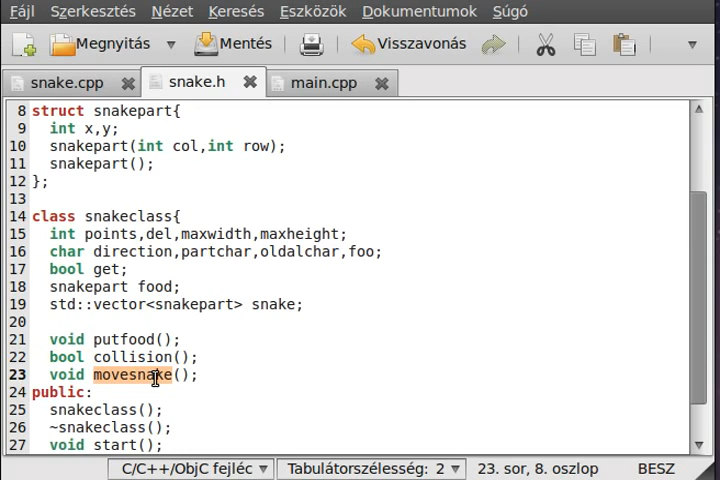 Fájl Szerkesztés Nézet Keresés Eszközök Dokumentumok Súgó
Megnyitás Mentés Visszavonás
snake.cpp snake.h main.cpp
8 struct snakepart{
9 int x,y;
10 snakepart(int col,int row);
11 snakepart();
12 };
13
14 class snakeclass{
15 int points,del,maxwidth,maxheight;
16 char direction,partchar,oldalchar,foo;
17 bool get;
18 snakepart food;
19 std::vector<snakepart> snake;
20
21 void putfood();
22 bool collision();
23 void movesnake();
24 public:
25 snakeclass();
26 ~snakeclass();
27 void start();
C/C++/ObjC fejléc Tabulátorszélesség: 2 23. sor, 8. oszlop BESZ